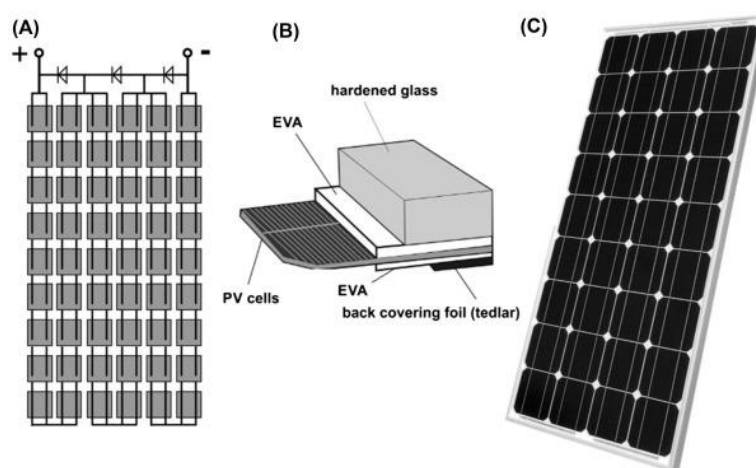 (A)
+
-
(B)
hardened glass
EVA
PV cells
EVA
back covering foil (tedlar)
(C)